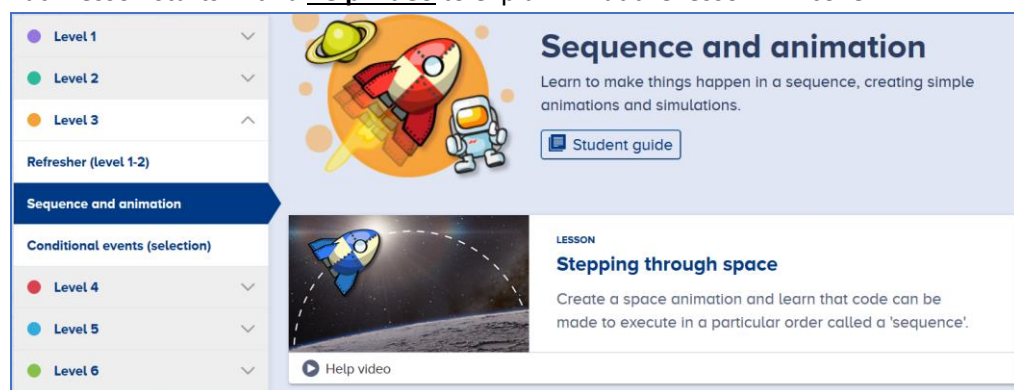 Level 1
Level 2
Level 3
Refresher (level 1-2)
Sequence and animation
Conditional events (selection)
Level 4
Level 5
Level 6
Sequence and animation
Learn to make things happen in a sequence, creating simple
animations and simulations.
Student guide
LESSON
Stepping through space
Create a space animation and learn that code can be
made to execute in a particular order called a 'sequence'.
Help video